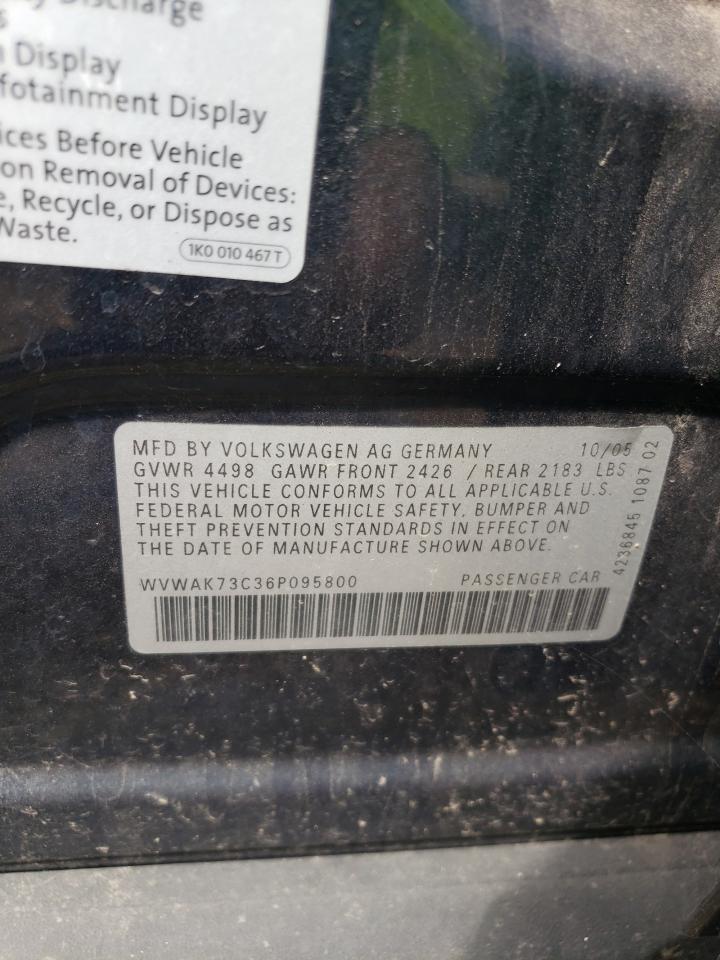 Discharge
Display
fotainment Display
ices Before Vehicle
on Removal of Devices:
e, Recycle, or Dispose as
Waste.
1K0 010 467 T
MFD BY VOLKSWAGEN AG GERMANY 10/05
GVWR 4498 GAWR FRONT 2426 / REAR 2183 LBS
THIS VEHICLE CONFORMS TO ALL APPLICABLE U.S.
FEDERAL MOTOR VEHICLE SAFETY, BUMPER AND
THEFT PREVENTION STANDARDS IN EFFECT ON
THE DATE OF MANUFACTURE SHOWN ABOVE.
WVWAK73C36P095800 PASSENGER CAR
4236845 1087 02